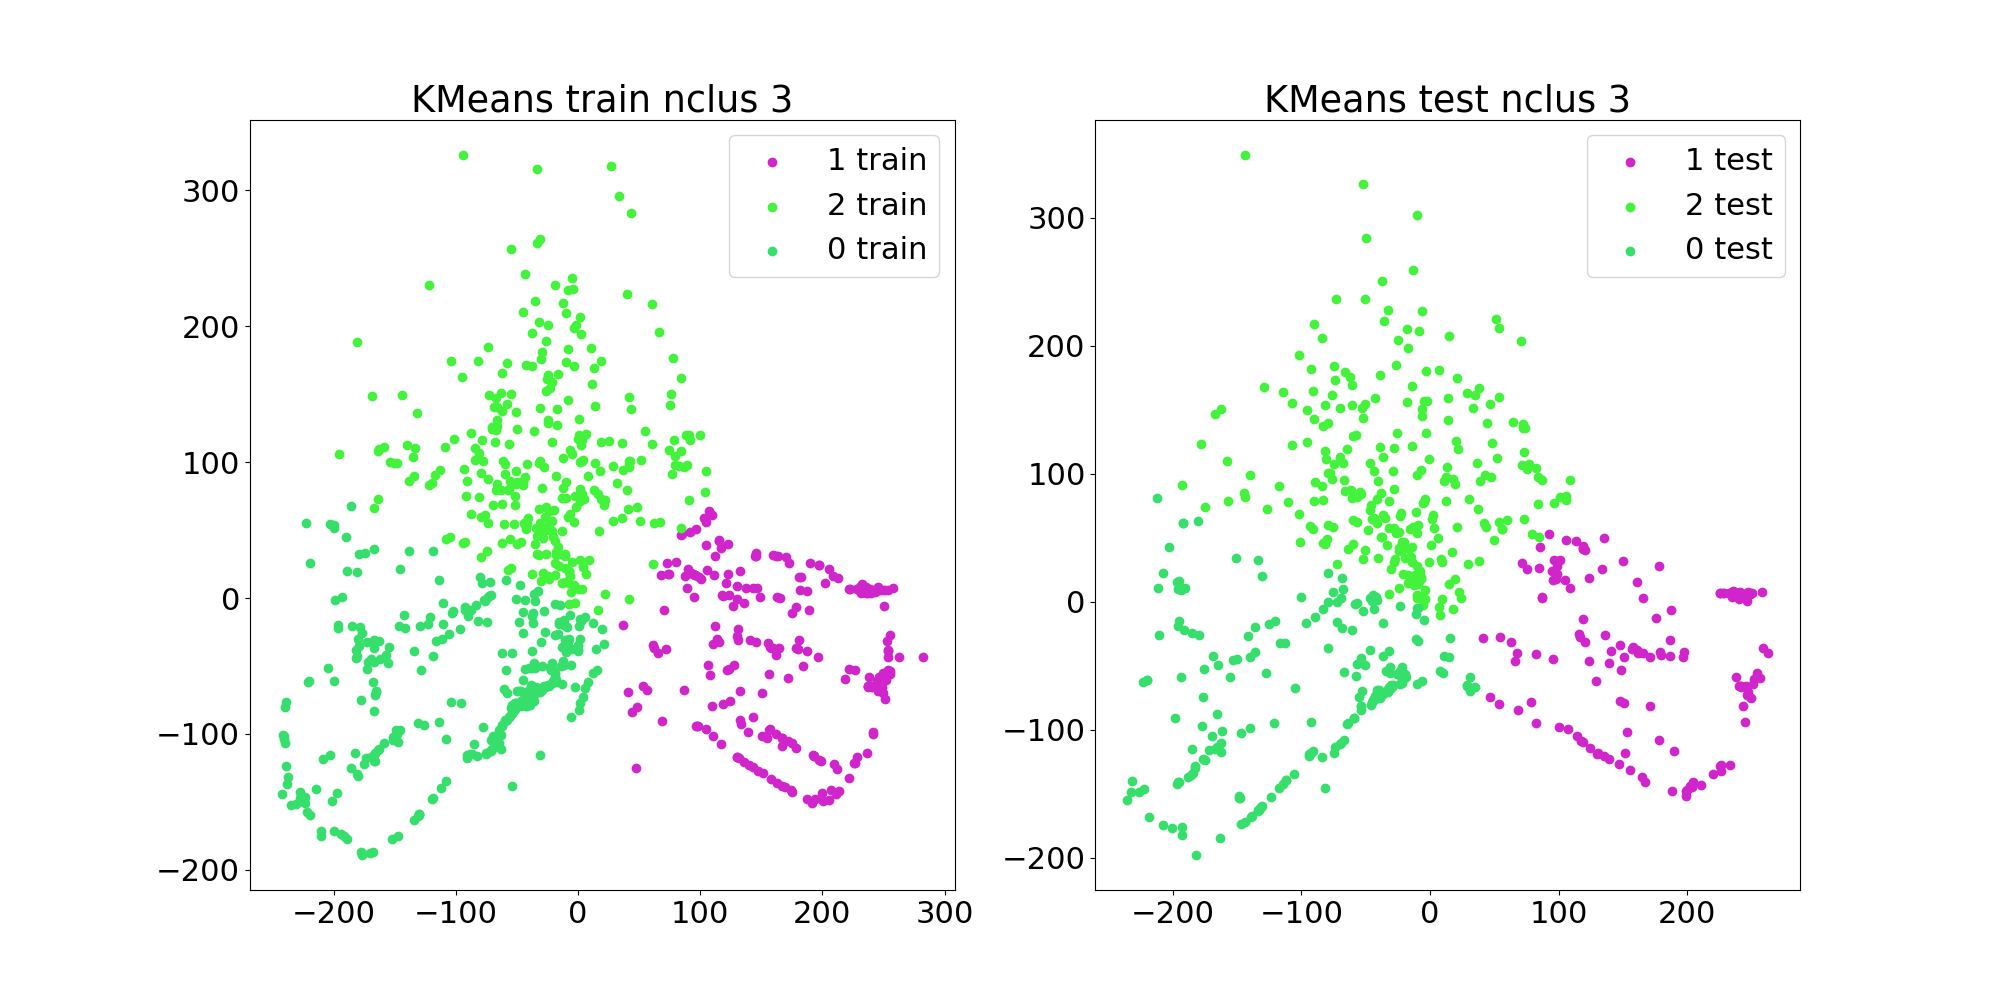 KMeans train nclus 3
1 train
2 train
0 train
300
200
100
0
−100
−200
−200 −100 0 100 200 300
KMeans test nclus 3
1 test
2 test
0 test
300
200
100
0
−100
−200
−200 −100 0 100 200